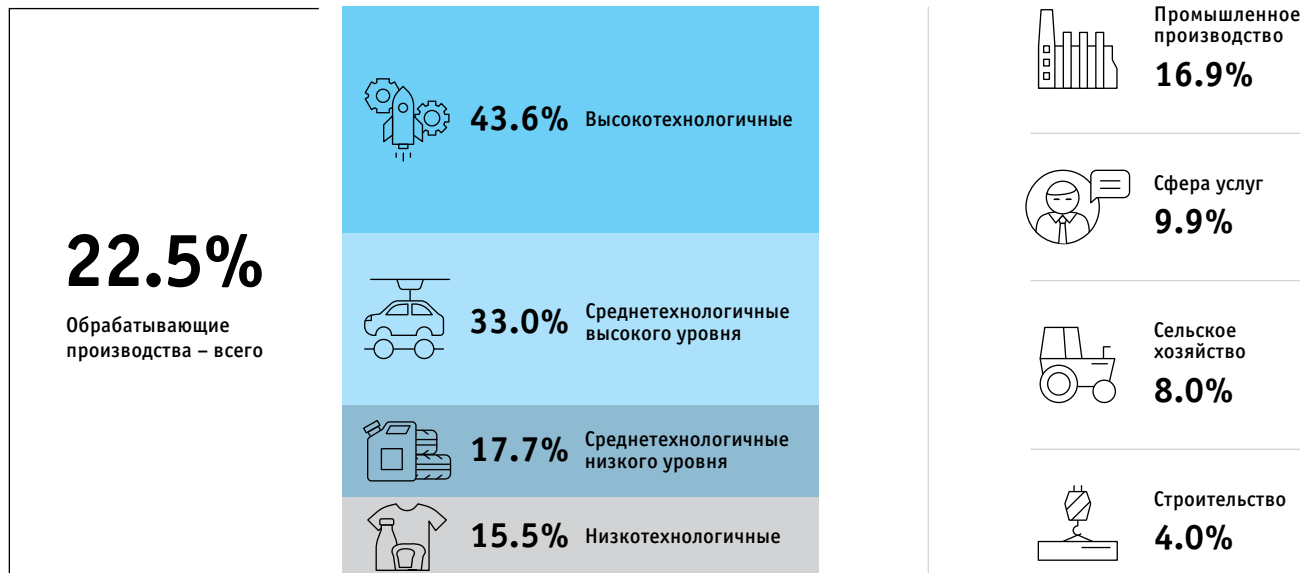 22.5%
Обрабатывающие
производства – всего
43.6% Высокотехнологичные
33.0% Среднетехнологичные
высокого уровня
17.7% Среднетехнологичные
низкого уровня
15.5% Низкотехнологичные
Промышленное
производство
16.9%
Сфера услуг
9.9%
Сельское
хозяйство
8.0%
Строительство
4.0%